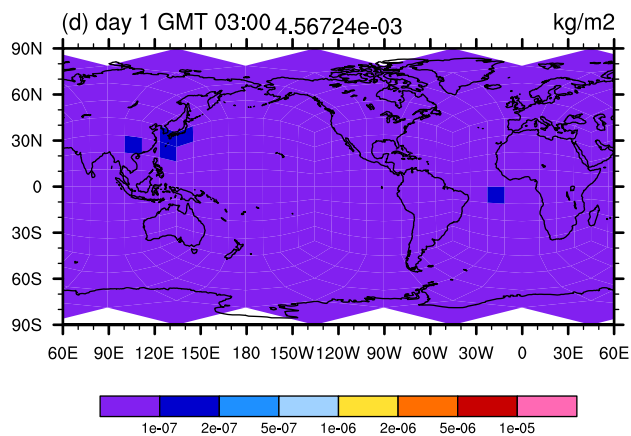 (d) day 1 GMT 03:00 4.56724e-03 kg/m2
90N
60N
30N
0
30S
60S
90S
60E 90E 120E 150E 180 150W 120W 90W 60W 30W 0 30E 60E
1e-07 2e-07 5e-07 1e-06 2e-06 5e-06 1e-05